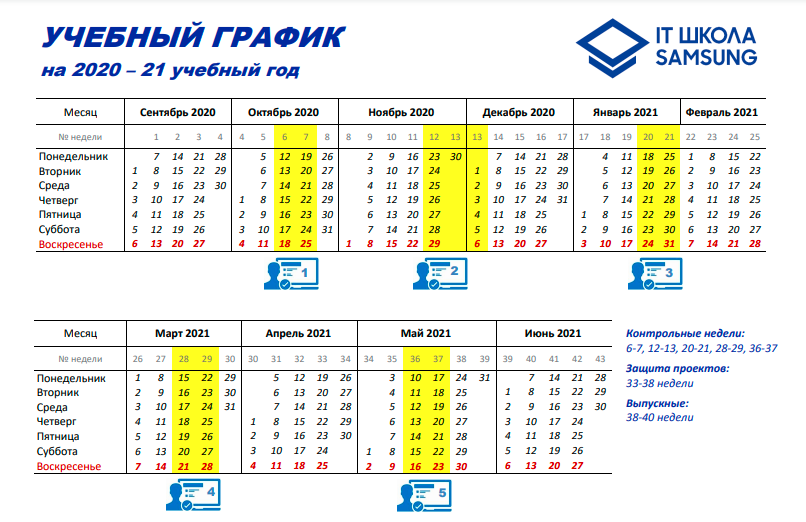 УЧЕБНЫЙ ГРАФИК
на 2020 – 21 учебный год
IT ШКОЛА
SAMSUNG
Месяц Сентябрь 2020 Октябрь 2020 Ноябрь 2020 Декабрь 2020 Январь 2021 Февраль 2021
№ недели 1 2 3 4 4 5 6 7 8 8 9 10 11 12 13 13 14 15 16 17 17 18 19 20 21 22 23 24 25
Понедельник 7 14 21 28 5 12 19 26 2 9 16 23 30 7 14 21 28 4 11 18 25 1 8 15 22
Вторник 1 8 15 22 29 6 13 20 27 3 10 17 24 1 8 15 22 29 5 12 19 26 2 9 16 23
Среда 2 9 16 23 30 7 14 21 28 4 11 18 25 2 9 16 23 30 6 13 20 27 3 10 17 24
Четверг 3 10 17 24 1 8 15 22 29 5 12 19 26 3 10 17 24 31 7 14 21 28 4 11 18 25
Пятница 4 11 18 25 2 9 16 23 30 6 13 20 27 4 11 18 25 1 8 15 22 29 5 12 19 26
Суббота 5 12 19 26 3 10 17 24 31 7 14 21 28 5 12 19 26 2 9 16 23 30 6 13 20 27
Воскресенье 6 13 20 27 4 11 18 25 1 8 15 22 29 6 13 20 27 3 10 17 24 31 7 14 21 28
1 2 3
Месяц Март 2021 Апрель 2021 Май 2021 Июнь 2021
№ недели 26 27 28 29 30 30 31 32 33 34 34 35 36 37 38 39 39 40 41 42 43
Понедельник 1 8 15 22 29 5 12 19 26 3 10 17 24 31 7 14 21 28
Вторник 2 9 16 23 30 6 13 20 27 4 11 18 25 1 8 15 22 29
Среда 3 10 17 24 31 7 14 21 28 5 12 19 26 2 9 16 23 30
Четверг 4 11 18 25 1 8 15 22 29 6 13 20 27 3 10 17 24
Пятница 5 12 19 26 2 9 16 23 30 7 14 21 28 4 11 18 25
Суббота 6 13 20 27 3 10 17 24 1 8 15 22 29 5 12 19 26
Воскресенье 7 14 21 28 4 11 18 25 2 9 16 23 30 6 13 20 27
4 5
Контрольные недели:
6-7, 12-13, 20-21, 28-29, 36-37
Защита проектов:
33-38 недели
Выпускные:
38-40 недели